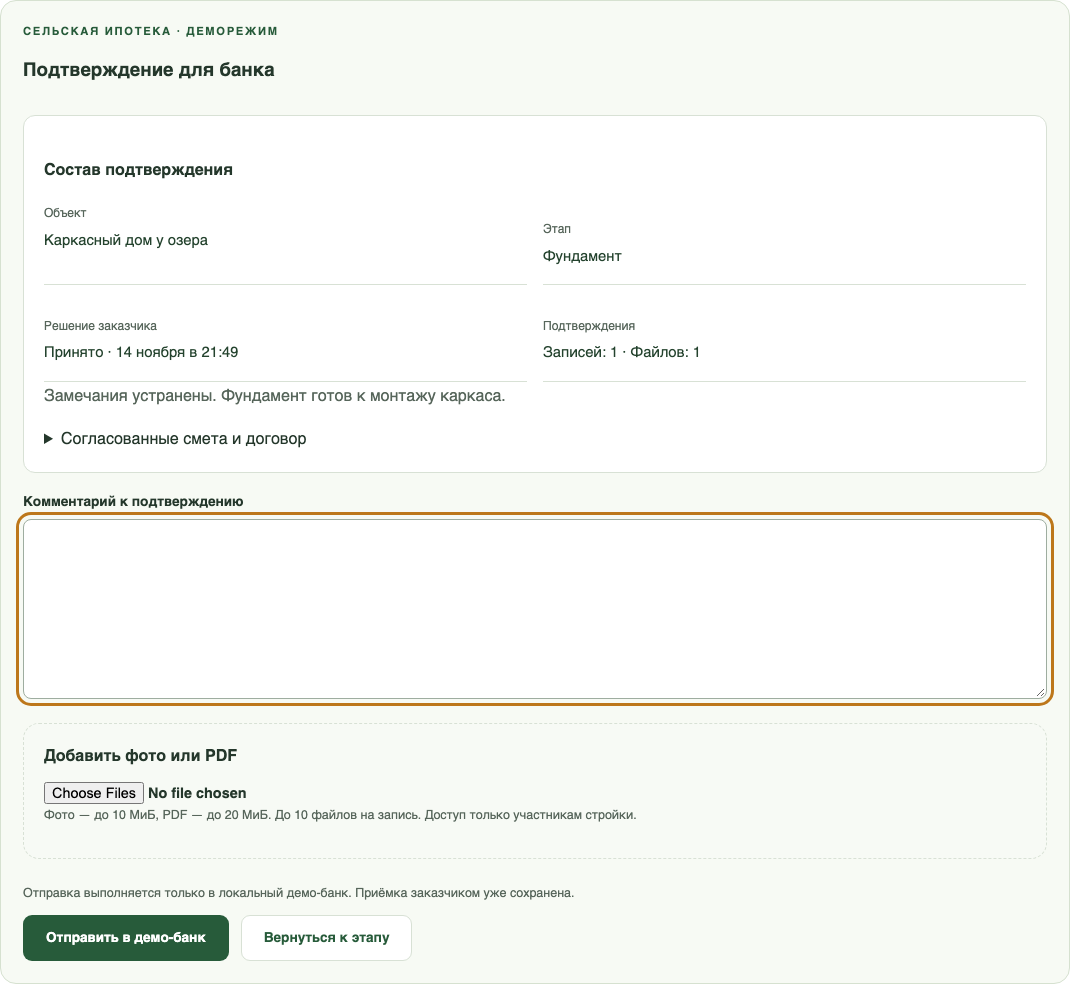 СЕЛЬСКАЯ ИПОТЕКА · ДЕМОРЕЖИМ
Подтверждение для банка
Состав подтверждения
Объект
Каркасный дом у озера
Этап
Фундамент
Решение заказчика
Принято · 14 ноября в 21:49
Подтверждения
Записей: 1 · Файлов: 1
Замечания устранены. Фундамент готов к монтажу каркаса.
Согласованные смета и договор
Комментарий к подтверждению
Добавить фото или PDF
Choose Files No file chosen
Фото — до 10 МиБ, PDF — до 20 МиБ. До 10 файлов на запись. Доступ только участникам стройки.
Отправка выполняется только в локальный демо-банк. Приёмка заказчиком уже сохранена.
Отправить в демо-банк
Вернуться к этапу